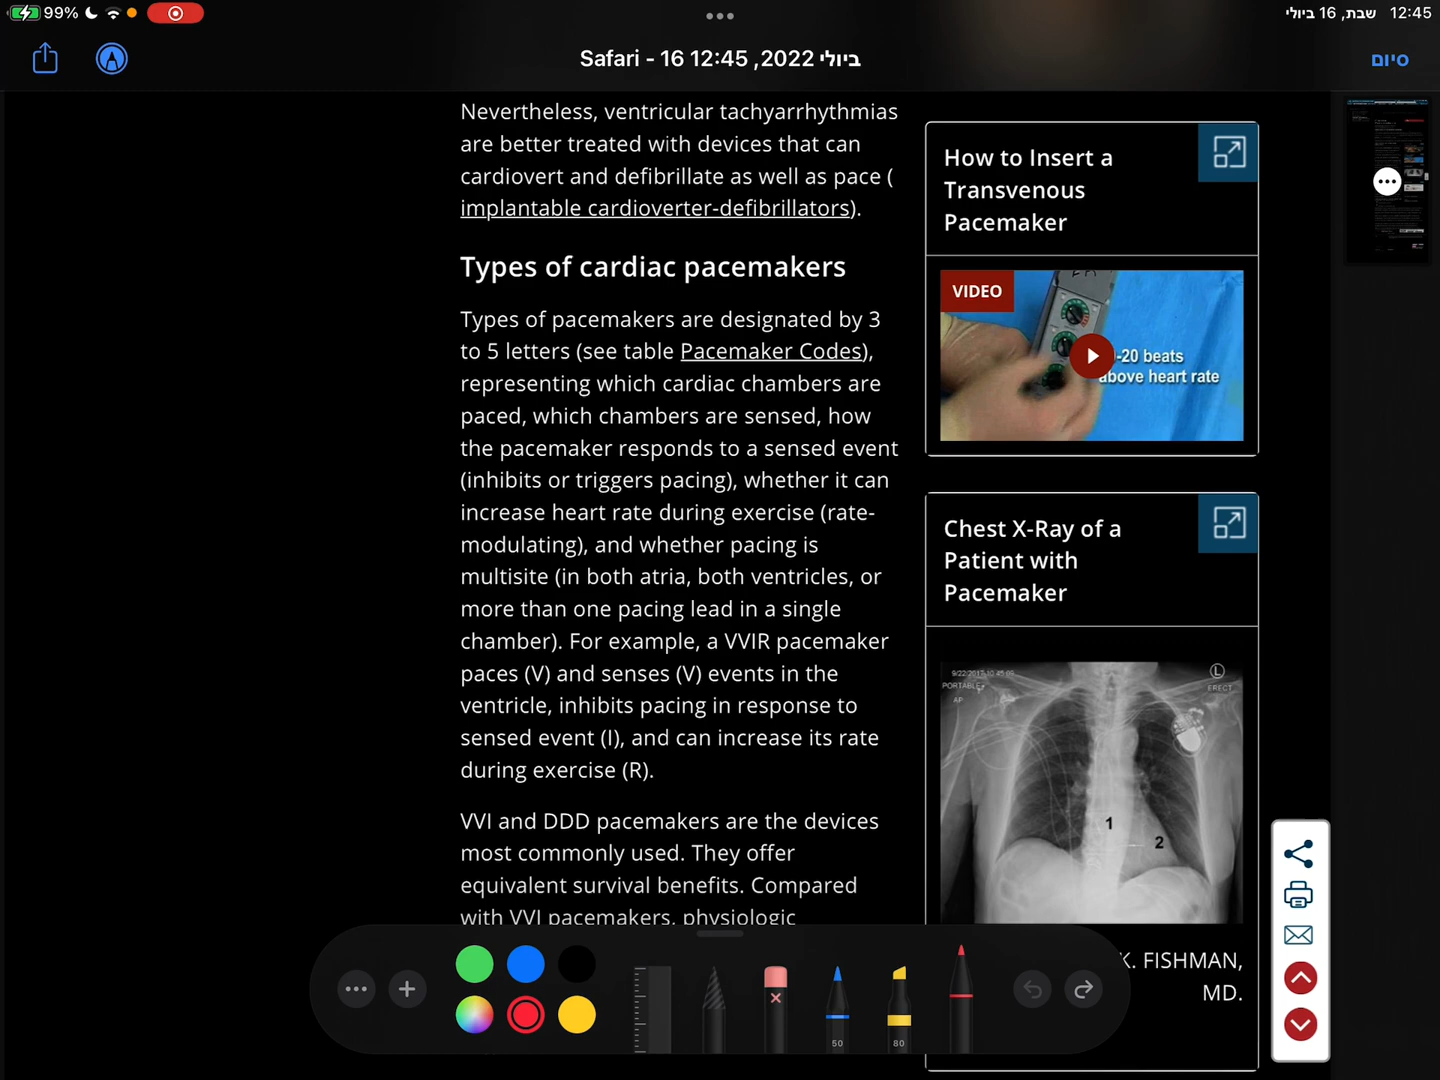 99%
שבת, 16 ביולי 12:45
Safari - 16 ביולי 2022, 12:45
סיום
Nevertheless, ventricular tachyarrhythmias
are better treated with devices that can
cardiovert and defibrillate as well as pace (
implantable cardioverter-defibrillators).
Types of cardiac pacemakers
Types of pacemakers are designated by 3
to 5 letters (see table Pacemaker Codes),
representing which cardiac chambers are
paced, which chambers are sensed, how
the pacemaker responds to a sensed event
(inhibits or triggers pacing), whether it can
increase heart rate during exercise (rate-
modulating), and whether pacing is
multisite (in both atria, both ventricles, or
more than one pacing lead in a single
chamber). For example, a VVIR pacemaker
paces (V) and senses (V) events in the
ventricle, inhibits pacing in response to
sensed event (I), and can increase its rate
during exercise (R).
VVI and DDD pacemakers are the devices
most commonly used. They offer
equivalent survival benefits. Compared
with VVI pacemakers, physiologic
How to Insert a
Transvenous
Pacemaker
VIDEO
-20 beats
above heart rate
Chest X-Ray of a
Patient with
Pacemaker
PORTABLE
AP
L
ERECT
1
2
K. FISHMAN,
MD.
50
80